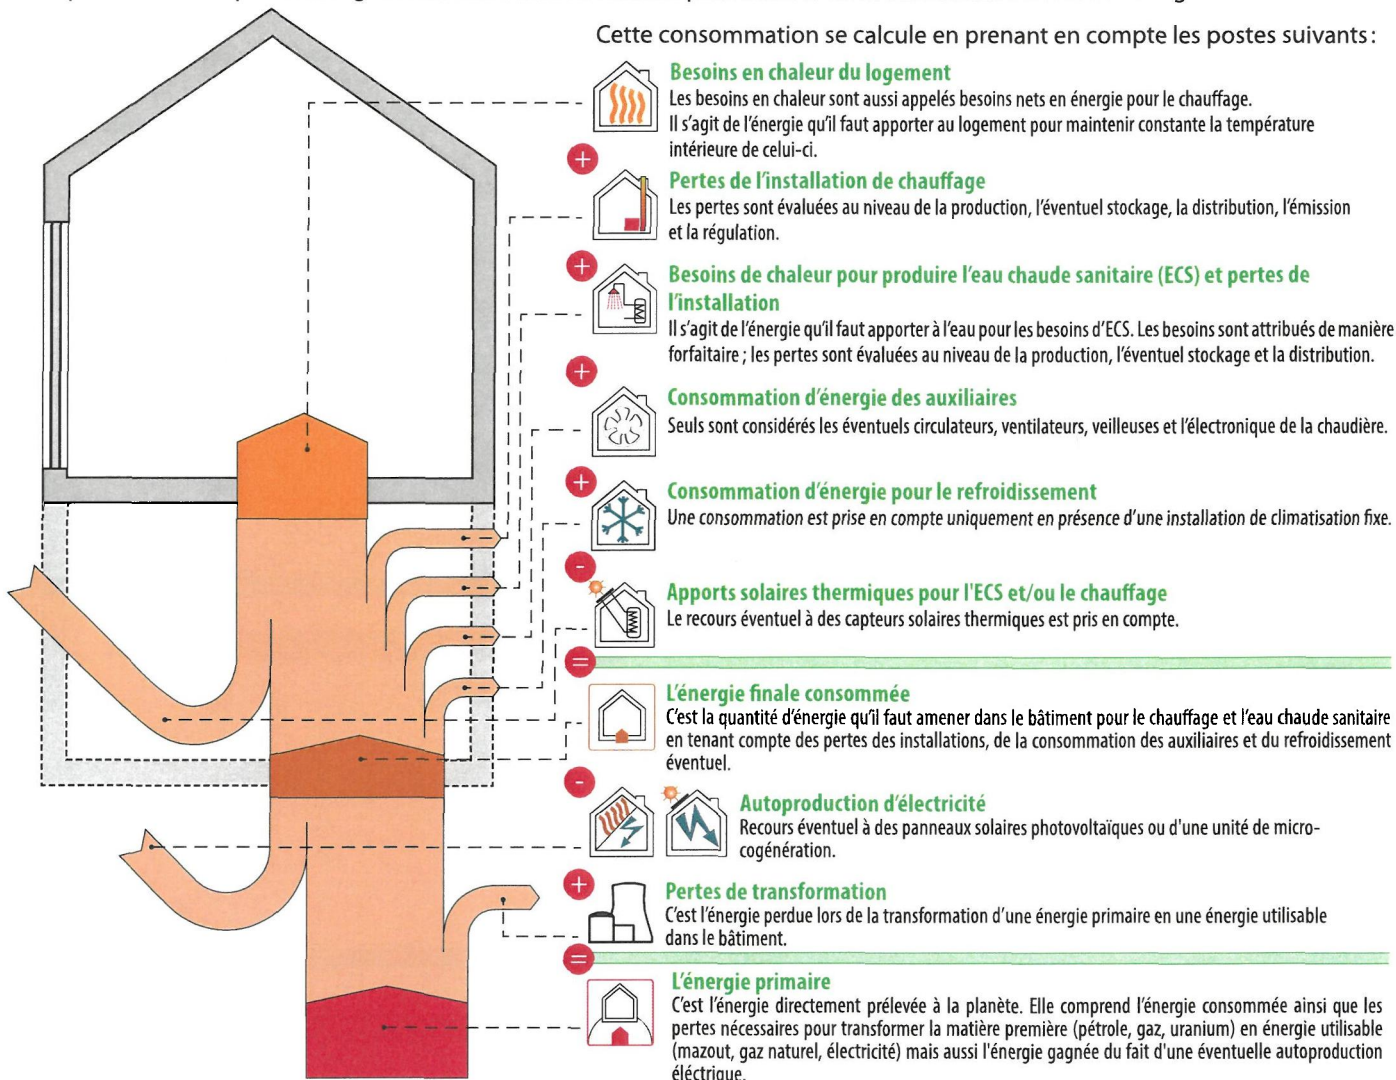 Cette consommation se calcule en prenant en compte les postes suivants :
Besoins en chaleur du logement
Les besoins en chaleur sont aussi appelés besoins nets en énergie pour le chauffage.
Il s'agit de l'énergie qu'il faut apporter au logement pour maintenir constante la température
intérieure de celui-ci.
+
Pertes de l'installation de chauffage
Les pertes sont évaluées au niveau de la production, l'éventuel stockage, la distribution, l'émission
et la régulation.
+
Besoins de chaleur pour produire l'eau chaude sanitaire (ECS) et pertes de
l'installation
Il s'agit de l'énergie qu'il faut apporter à l'eau pour les besoins d'ECS. Les besoins sont attribués de manière
forfaitaire ; les pertes sont évaluées au niveau de la production, l'éventuel stockage et la distribution.
+
Consommation d'énergie des auxiliaires
Seuls sont considérés les éventuels circulateurs, ventilateurs, veilleuses et l'électronique de la chaudière.
+
Consommation d'énergie pour le refroidissement
Une consommation est prise en compte uniquement en présence d'une installation de climatisation fixe.
-
Apports solaires thermiques pour l'ECS et/ou le chauffage
Le recours éventuel à des capteurs solaires thermiques est pris en compte.
=
L'énergie finale consommée
C'est la quantité d'énergie qu'il faut amener dans le bâtiment pour le chauffage et l'eau chaude sanitaire
en tenant compte des pertes des installations, de la consommation des auxiliaires et du refroidissement
éventuel.
-
Autoproduction d'électricité
Recours éventuel à des panneaux solaires photovoltaïques ou d'une unité de micro-
cogénération.
+
Pertes de transformation
C'est l'énergie perdue lors de la transformation d'une énergie primaire en une énergie utilisable
dans le bâtiment.
=
L'énergie primaire
C'est l'énergie directement prélevée à la planète. Elle comprend l'énergie consommée ainsi que les
pertes nécessaires pour transformer la matière première (pétrole, gaz, uranium) en énergie utilisable
(mazout, gaz naturel, électricité) mais aussi l'énergie gagnée du fait d'une éventuelle autoproduction
éléctrique.